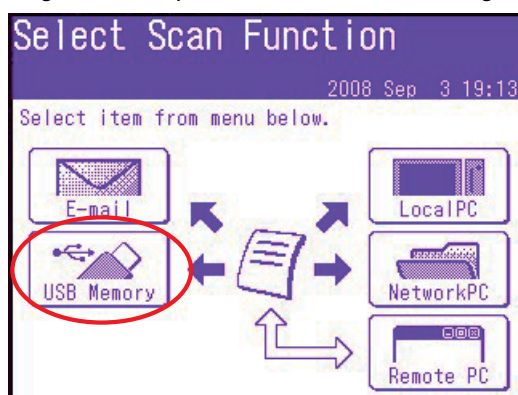 Select Scan Function
2008 Sep 3 19:13
Select item from menu below.
E-mail
LocalPC
USB Memory
NetworkPC
Remote PC